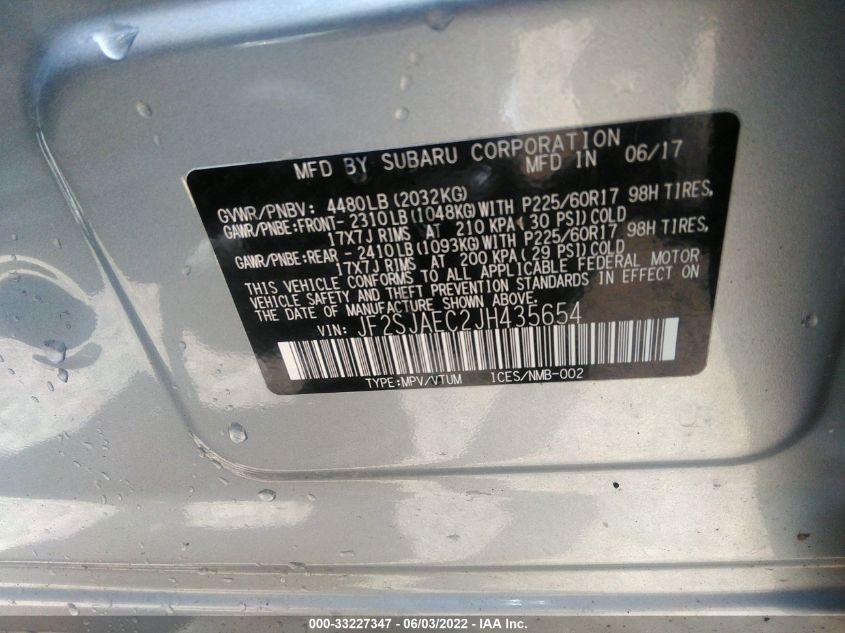 MFD BY SUBARU CORPORATION
MFD IN 06/17
GVWR/PNBV: 4480LB (2032KG)
GAWR/PNBE:FRONT- 2310LB (1048KG) WITH P225/60R17 98H TIRES,
17X7J RIMS AT 210 KPA( 30 PSI) COLD
GAWR/PNBE:REAR - 2410LB (1093KG) WITH P225/60R17 98H TIRES,
17X7J RIMS AT 200 KPA( 29 PSI) COLD
THIS VEHICLE CONFORMS TO ALL APPLICABLE FEDERAL MOTOR
VEHICLE SAFETY AND THEFT PREVENTION STANDARDS IN EFFECT ON
THE DATE OF MANUFACTURE SHOWN ABOVE.
VIN: JF2SJAEC2JH435654
TYPE:MPV/VTUM 1CES/NMB-002
000-33227347 - 06/03/2022 - IAA Inc.